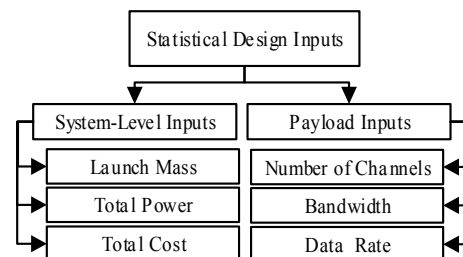 Statistical Design Inputs
System-Level Inputs
Launch Mass
Total Power
Total Cost
Payload Inputs
Number of Channels
Bandwidth
Data Rate